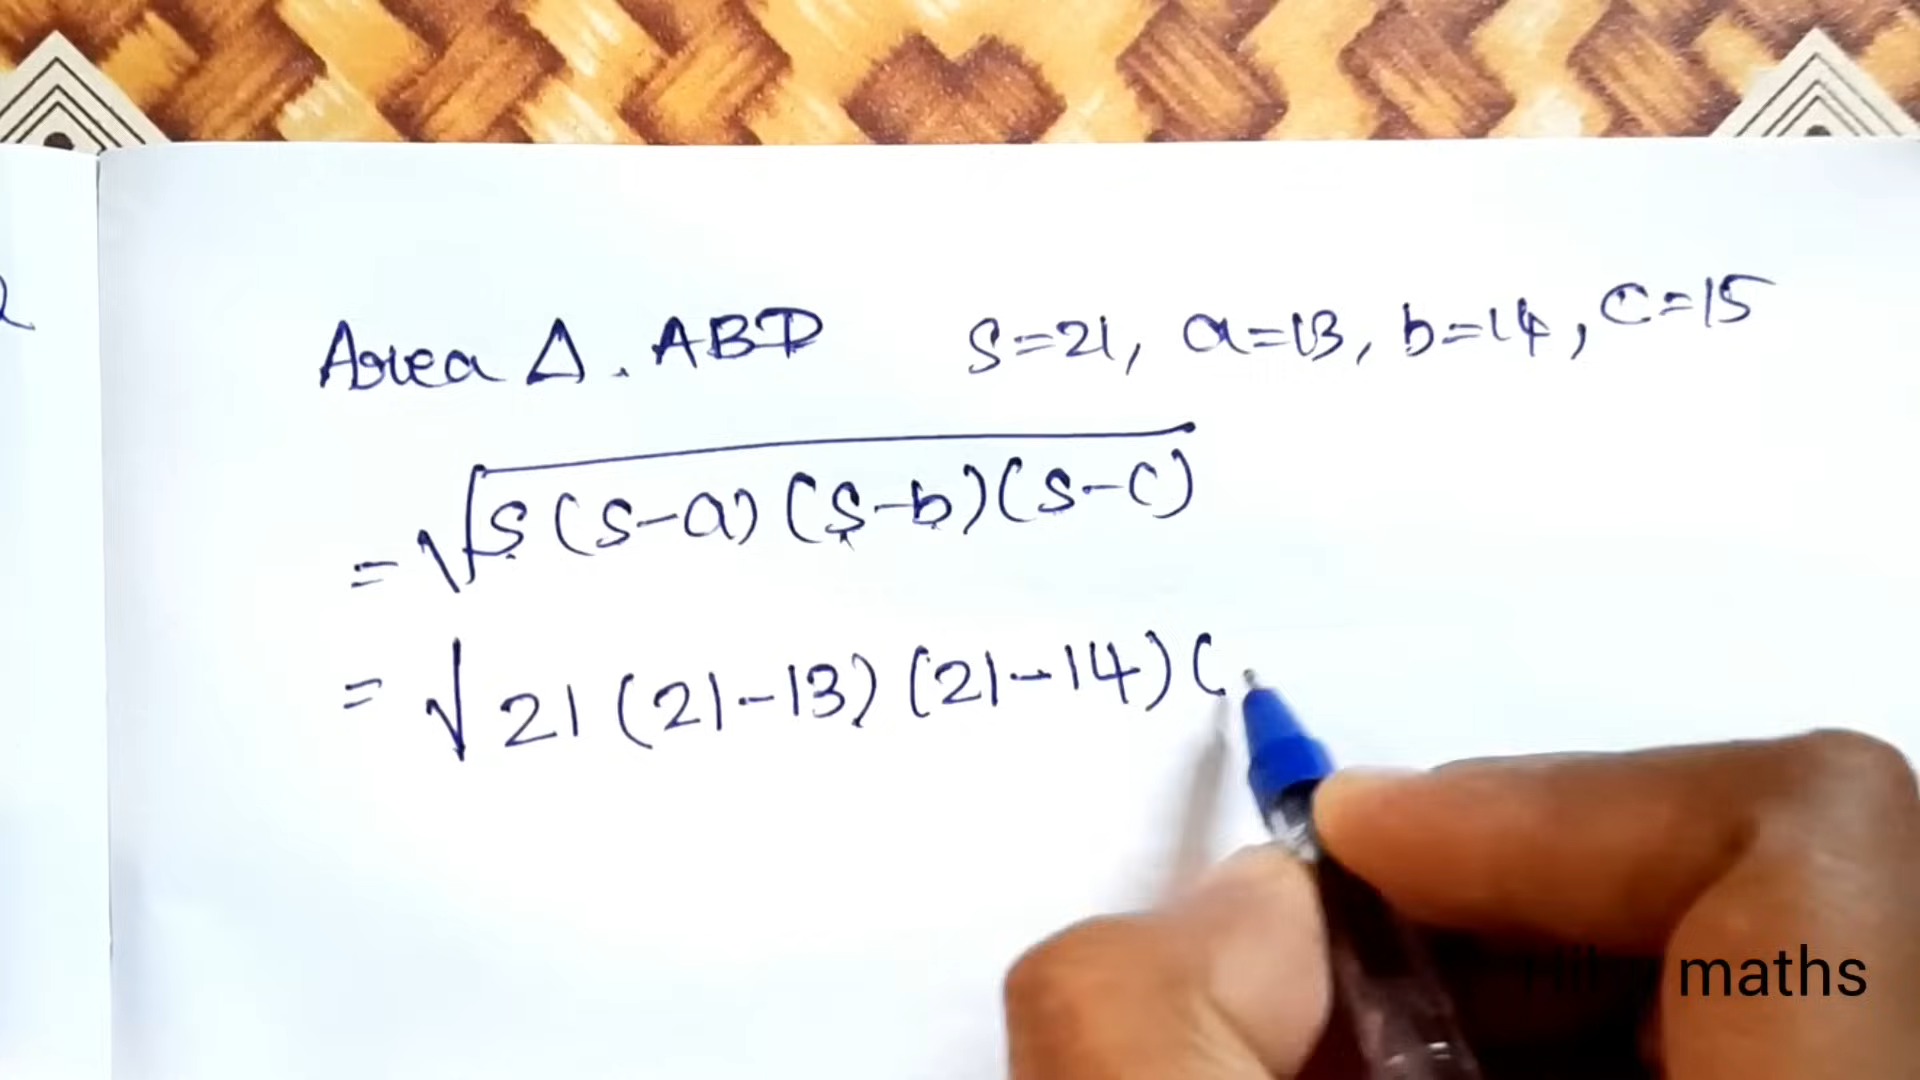 Area Δ. ABD S=21, a=13, b=14, C=15
=√S(S-a)(S-b)(S-C)
=√21(21-13)(21-14)(
maths